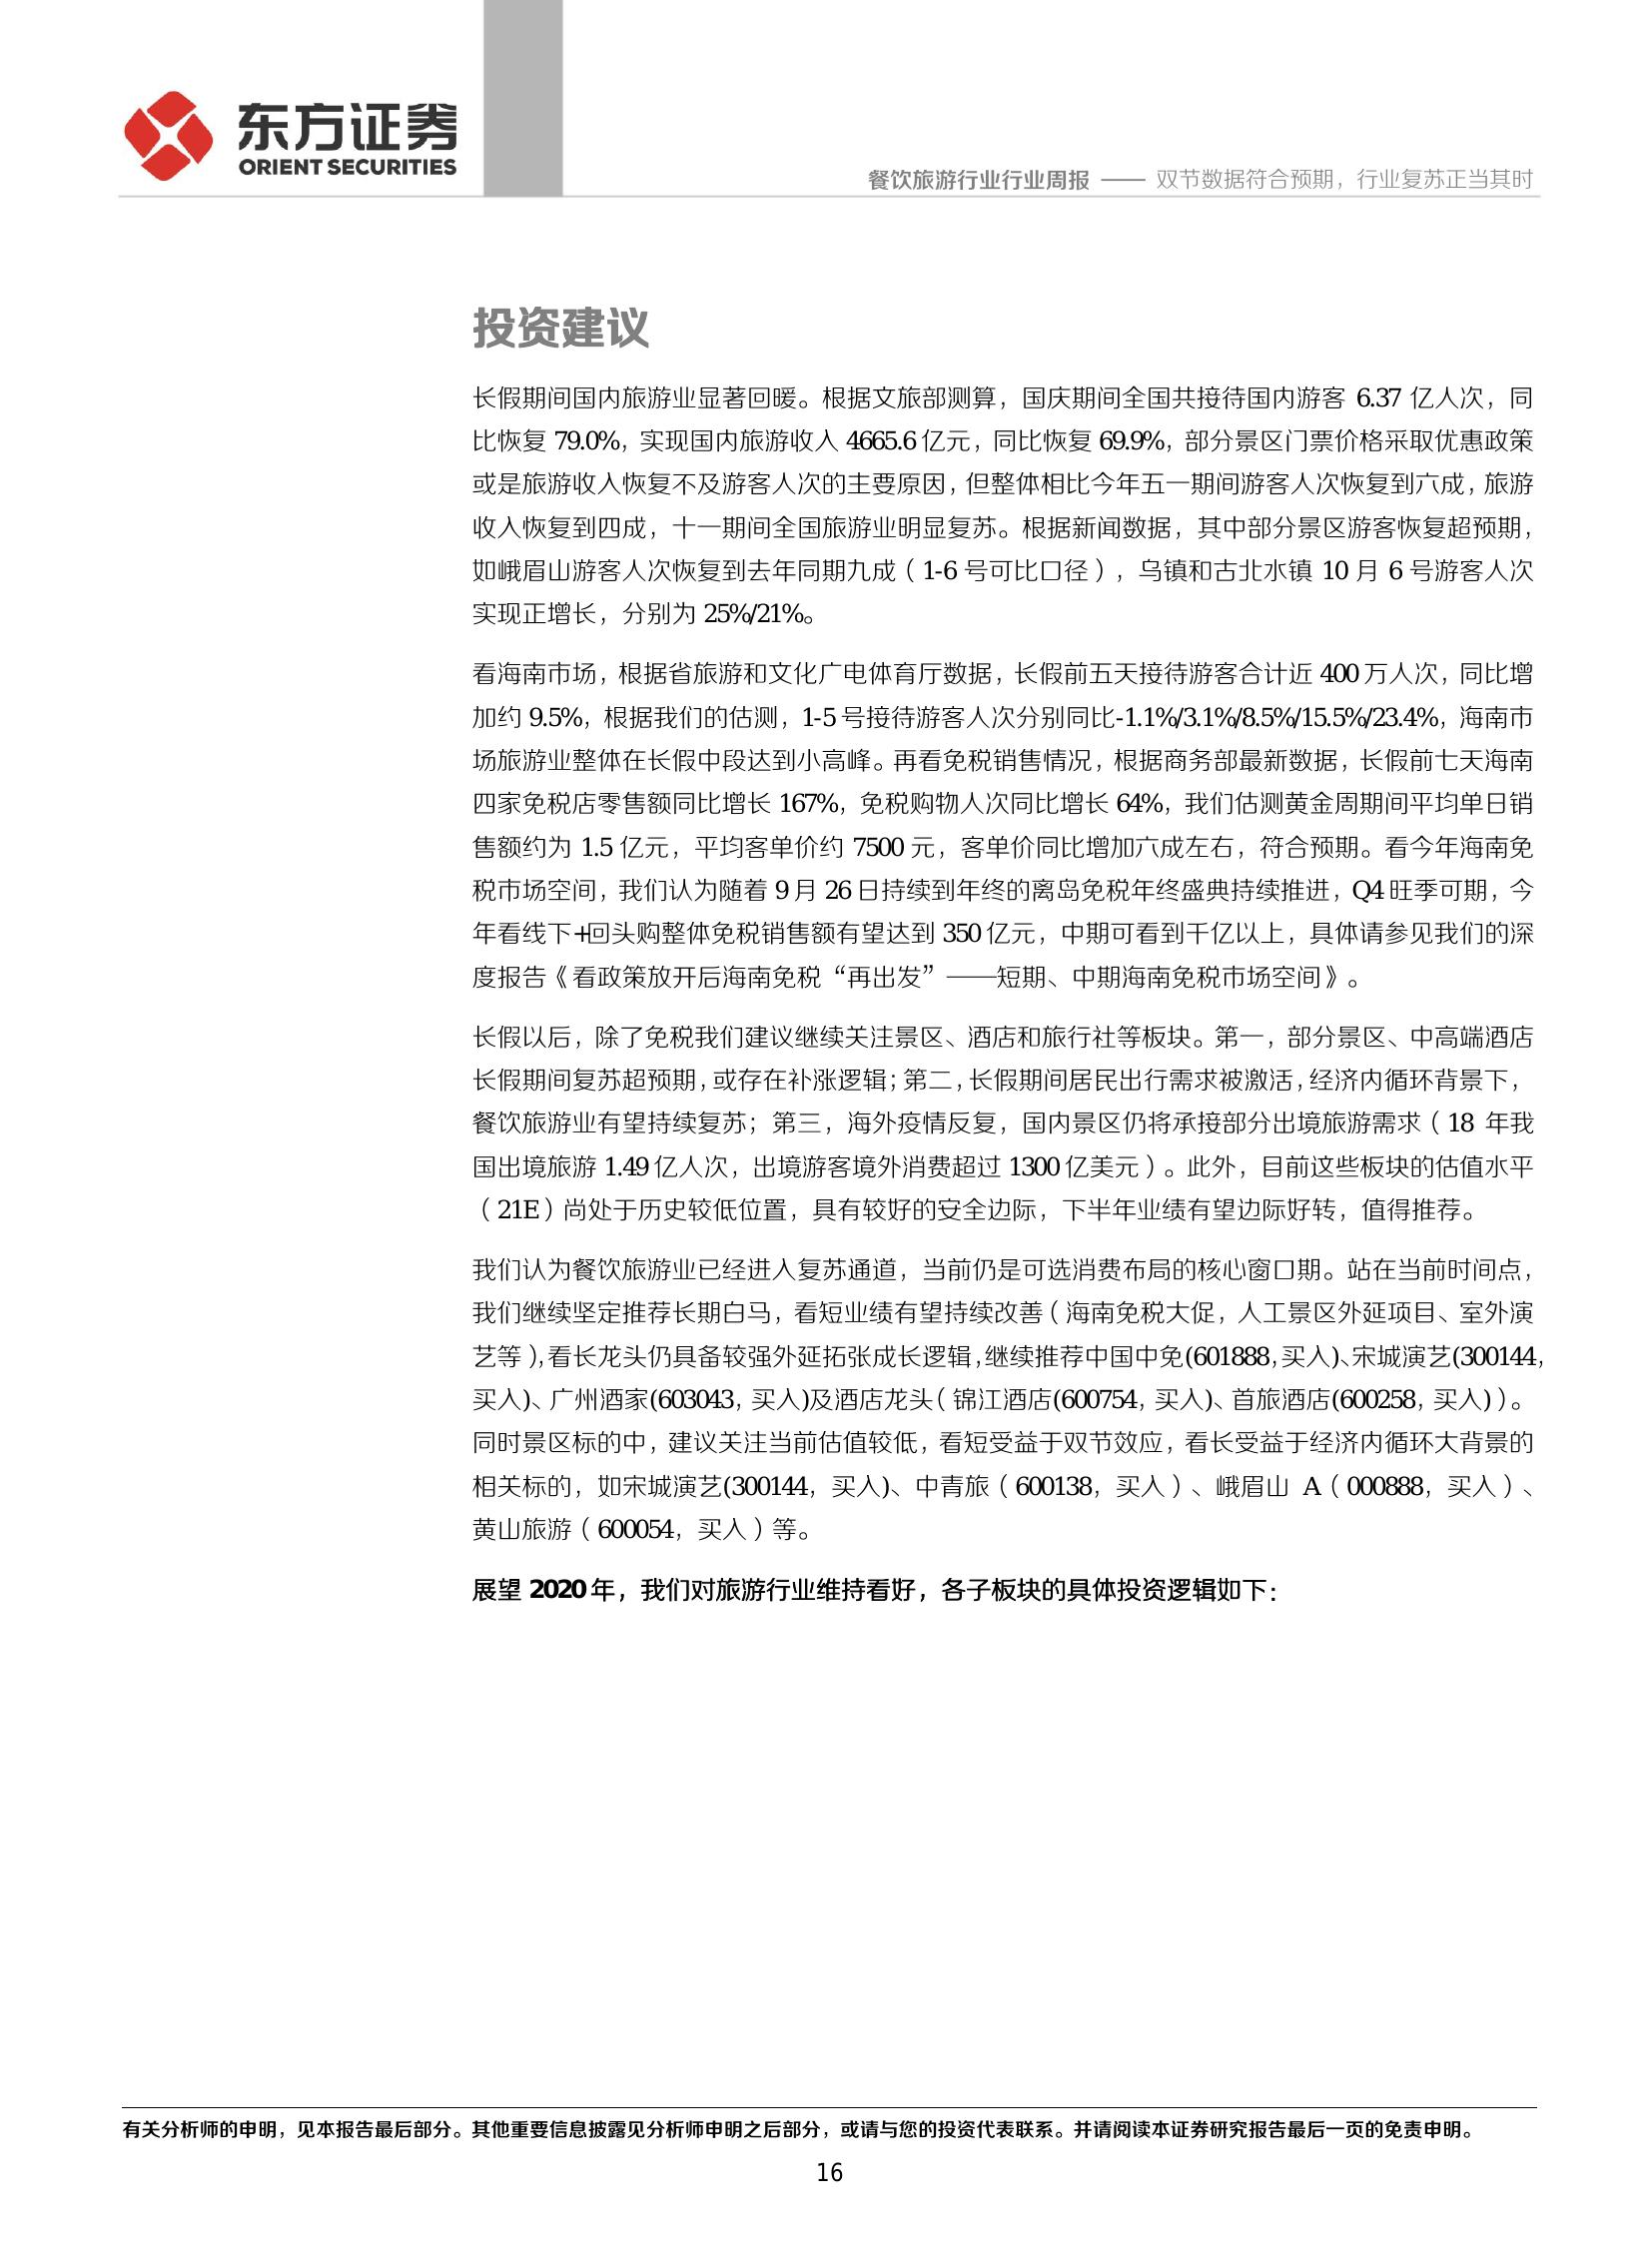 东方证券
ORIENT SECURITIES
餐饮旅游行业行业周报 —— 双节数据符合预期，行业复苏正当其时
投资建议
长假期间国内旅游业显著回暖。根据文旅部测算，国庆期间全国共接待国内游客 6.37 亿人次，同
比恢复 79.0%，实现国内旅游收入 4665.6 亿元，同比恢复 69.9%，部分景区门票价格采取优惠政策
或是旅游收入恢复不及游客人次的主要原因，但整体相比今年五一期间游客人次恢复到六成，旅游
收入恢复到四成，十一期间全国旅游业明显复苏。根据新闻数据，其中部分景区游客恢复超预期，
如峨眉山游客人次恢复到去年同期九成（1-6 号可比口径），乌镇和古北水镇 10 月 6 号游客人次
实现正增长，分别为 25%/21%。
看海南市场，根据省旅游和文化广电体育厅数据，长假前五天接待游客合计近 400 万人次，同比增
加约 9.5%，根据我们的估测，1-5 号接待游客人次分别同比-1.1%/3.1%/8.5%/15.5%/23.4%，海南市
场旅游业整体在长假中段达到小高峰。再看免税销售情况，根据商务部最新数据，长假前七天海南
四家免税店零售额同比增长 167%，免税购物人次同比增长 64%，我们估测黄金周期间平均单日销
售额约为 1.5 亿元，平均客单价约 7500 元，客单价同比增加六成左右，符合预期。看今年海南免
税市场空间，我们认为随着 9 月 26 日持续到年终的离岛免税年终盛典持续推进，Q4 旺季可期，今
年看线下+回头购整体免税销售额有望达到 350 亿元，中期可看到千亿以上，具体请参见我们的深
度报告《看政策放开后海南免税“再出发”——短期、中期海南免税市场空间》。
长假以后，除了免税我们建议继续关注景区、酒店和旅行社等板块。第一，部分景区、中高端酒店
长假期间复苏超预期，或存在补涨逻辑；第二，长假期间居民出行需求被激活，经济内循环背景下，
餐饮旅游业有望持续复苏；第三，海外疫情反复，国内景区仍将承接部分出境旅游需求（18 年我
国出境旅游 1.49 亿人次，出境游客境外消费超过 1300 亿美元）。此外，目前这些板块的估值水平
（21E）尚处于历史较低位置，具有较好的安全边际，下半年业绩有望边际好转，值得推荐。
我们认为餐饮旅游业已经进入复苏通道，当前仍是可选消费布局的核心窗口期。站在当前时间点，
我们继续坚定推荐长期白马，看短业绩有望持续改善（海南免税大促，人工景区外延项目、室外演
艺等），看长龙头仍具备较强外延拓张成长逻辑，继续推荐中国中免(601888，买入)、宋城演艺(300144，
买入)、广州酒家(603043，买入)及酒店龙头（锦江酒店(600754，买入)、首旅酒店(600258，买入)）。
同时景区标的中，建议关注当前估值较低，看短受益于双节效应，看长受益于经济内循环大背景的
相关标的，如宋城演艺(300144，买入)、中青旅（600138，买入）、峨眉山 A（000888，买入）、
黄山旅游（600054，买入）等。
展望 2020 年，我们对旅游行业维持看好，各子板块的具体投资逻辑如下：
有关分析师的申明，见本报告最后部分。其他重要信息披露见分析师申明之后部分，或请与您的投资代表联系。并请阅读本证券研究报告最后一页的免责申明。
16